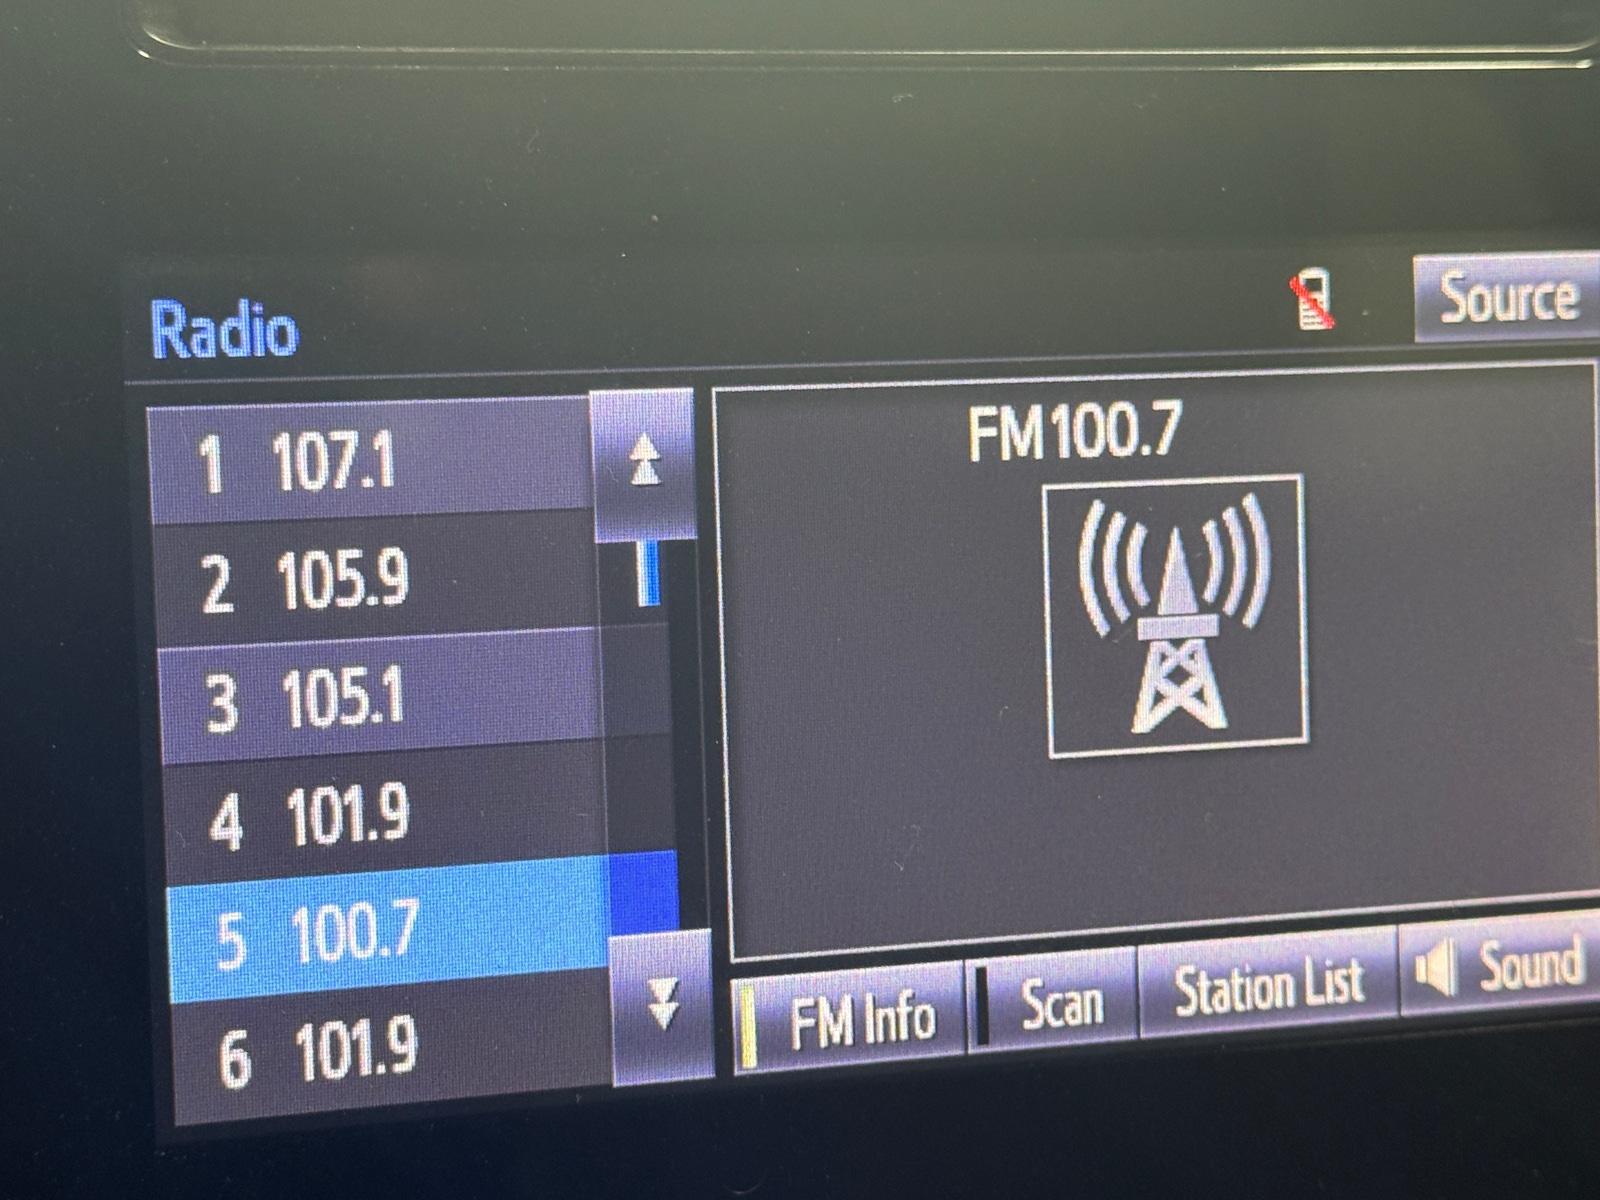 Radio
Source
1 107.1
2 105.9
3 105.1
4 101.9
5 100.7
6 101.9
FM100.7
FM Info
Scan
Station List
Sound